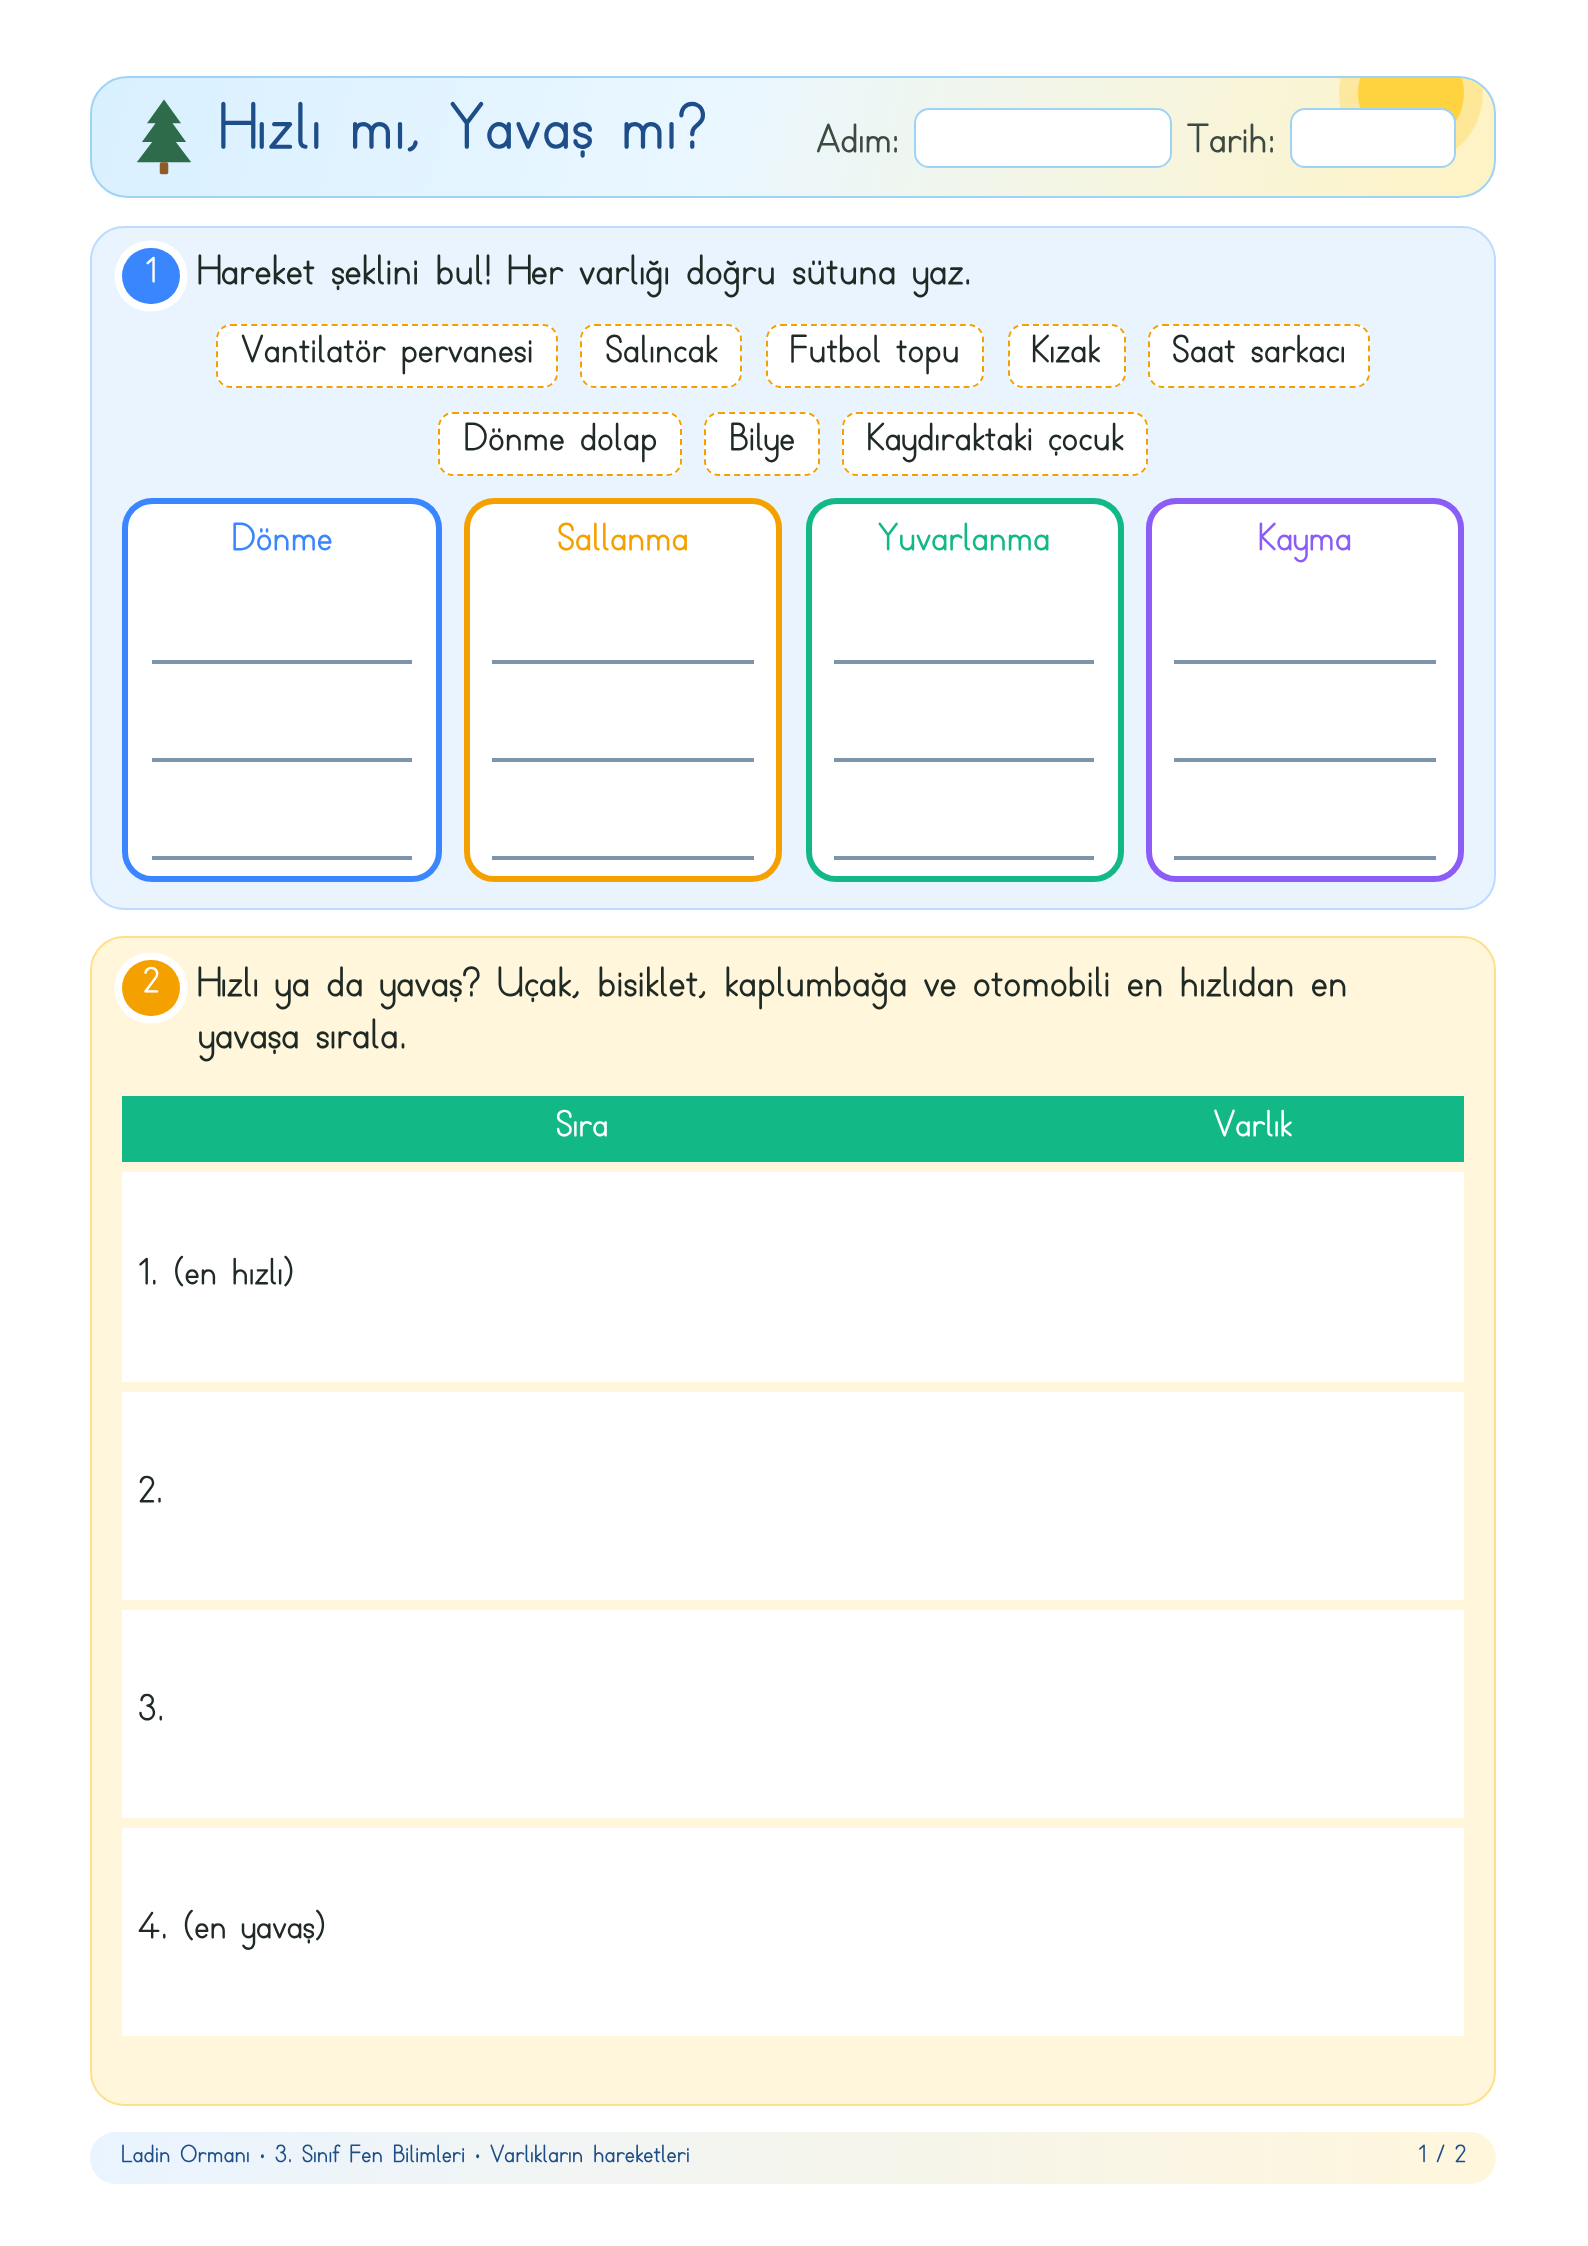 Hızlı mı, Yavaş mı?
Adım:
Tarih:
1 Hareket şeklini bul! Her varlığı doğru sütuna yaz.
Vantilatör pervanesi Salıncak Futbol topu Kızak Saat sarkacı
Dönme dolap Bilye Kaydıraktaki çocuk
Dönme Sallanma Yuvarlanma Kayma
2 Hızlı ya da yavaş? Uçak, bisiklet, kaplumbağa ve otomobili en hızlıdan en
yavaşa sırala.
Sıra Varlık
1. (en hızlı)
2.
3.
4. (en yavaş)
Ladin Ormanı • 3. Sınıf Fen Bilimleri • Varlıkların hareketleri
1 / 2